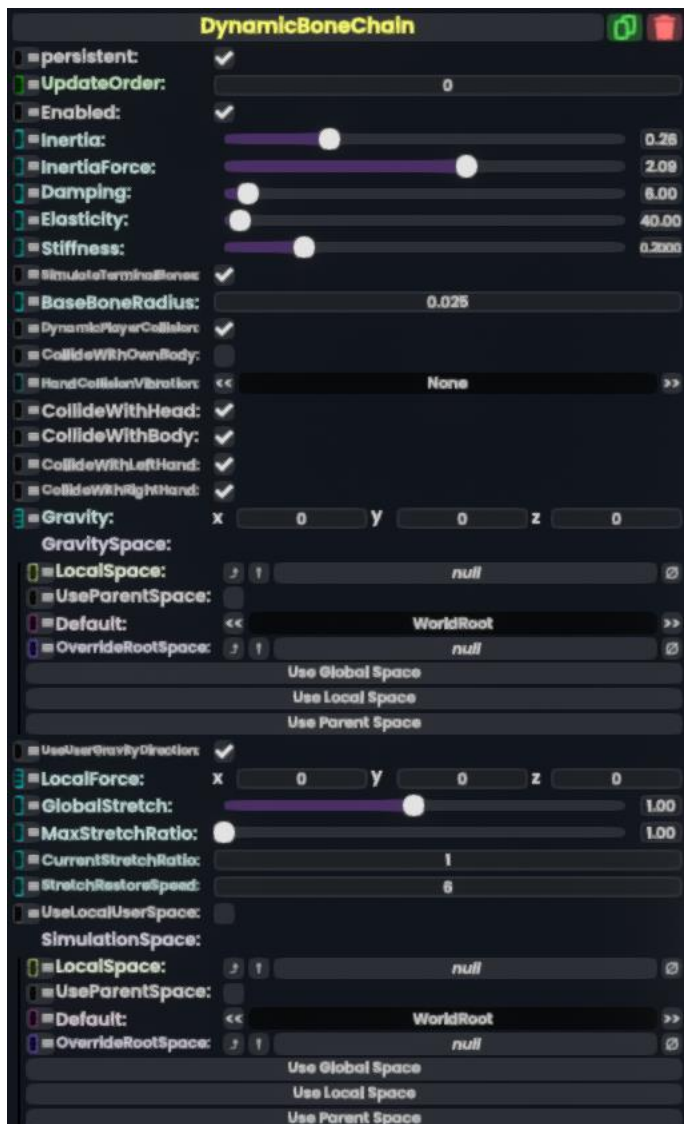 DynamicBoneChain
persistent:
UpdateOrder: 0
Enabled:
Inertia: 0.26
InertiaForce: 2.09
Damping: 6.00
Elasticity: 40.00
Stiffness: 0.2000
SimulateTerminalBones:
BaseBoneRadius: 0.025
DynamicPlayerCollision:
CollideWithOwnBody:
HandCollisionVibration: << None >>
CollideWithHead:
CollideWithBody:
CollideWithLeftHand:
CollideWithRightHand:
Gravity: x 0 y 0 z 0
GravitySpace:
LocalSpace: null Ø
UseParentSpace:
Default: << WorldRoot >>
OverrideRootSpace: null Ø
Use Global Space
Use Local Space
Use Parent Space
UseUserGravityDirection:
LocalForce: x 0 y 0 z 0
GlobalStretch: 1.00
MaxStretchRatio: 1.00
CurrentStretchRatio: 1
StretchRestoreSpeed: 6
UseLocalUserSpace:
SimulationSpace:
LocalSpace: null Ø
UseParentSpace:
Default: << WorldRoot >>
OverrideRootSpace: null Ø
Use Global Space
Use Local Space
Use Parent Space